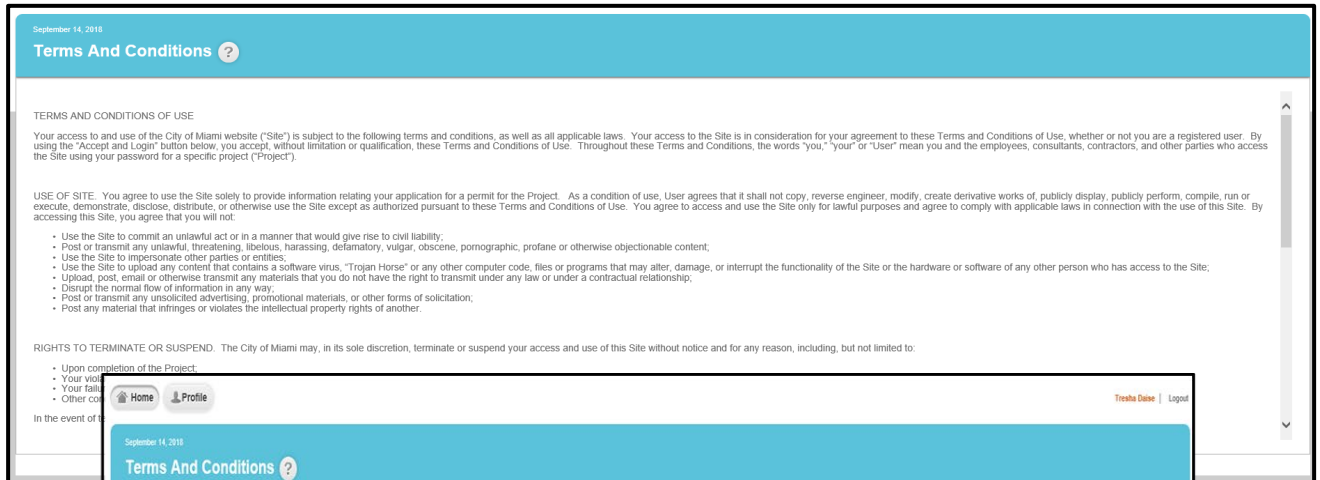 September 14, 2018
Terms And Conditions ?
TERMS AND CONDITIONS OF USE
Your access to and use of the City of Miami website ("Site") is subject to the following terms and conditions, as well as all applicable laws. Your access to the Site is in consideration for your agreement to these Terms and Conditions of Use, whether or not you are a registered user. By
using the "Accept and Login" button below, you accept, without limitation or qualification, these Terms and Conditions of Use. Throughout these Terms and Conditions, the words "you," "your" or "User" mean you and the employees, consultants, contractors, and other parties who access
the Site using your password for a specific project ("Project").
USE OF SITE. You agree to use the Site solely to provide information relating your application for a permit for the Project. As a condition of use, User agrees that it shall not copy, reverse engineer, modify, create derivative works of, publicly display, publicly perform, compile, run or
execute, demonstrate, disclose, distribute, or otherwise use the Site except as authorized pursuant to these Terms and Conditions of Use. You agree to access and use the Site only for lawful purposes and agree to comply with applicable laws in connection with the use of this Site. By
accessing this Site, you agree that you will not:
• Use the Site to commit an unlawful act or in a manner that would give rise to civil liability;
• Post or transmit any unlawful, threatening, libelous, harassing, defamatory, vulgar, obscene, pornographic, profane or otherwise objectionable content;
• Use the Site to impersonate other parties or entities;
• Use the Site to upload any content that contains a software virus, "Trojan Horse" or any other computer code, files or programs that may alter, damage, or interrupt the functionality of the Site or the hardware or software of any other person who has access to the Site;
• Upload, post, email or otherwise transmit any materials that you do not have the right to transmit under any law or under a contractual relationship;
• Disrupt the normal flow of information in any way;
• Post or transmit any unsolicited advertising, promotional materials, or other forms of solicitation;
• Post any material that infringes or violates the intellectual property rights of another.
RIGHTS TO TERMINATE OR SUSPEND. The City of Miami may, in its sole discretion, terminate or suspend your access and use of this Site without notice and for any reason, including, but not limited to:
• Upon completion of the Project;
• Your viola
• Your failu
• Other con
In the event of te
Home Profile
Tresha Daise | Logout
September 14, 2018
Terms And Conditions ?